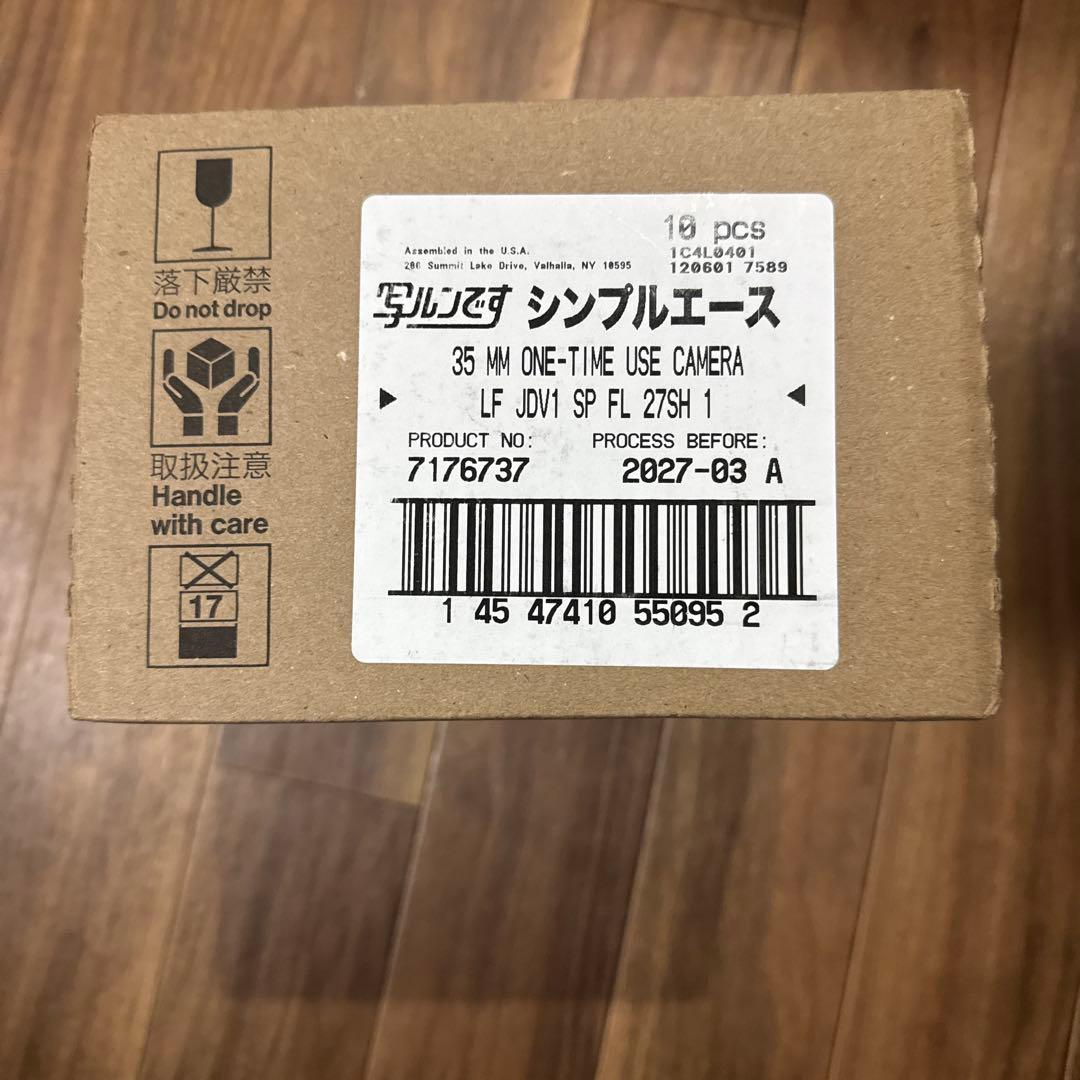 落下厳禁
Do not drop
取扱注意
Handle
with care
17
10 pcs
Assembled in the U.S.A.
1C4L0401
200 Summit Lake Drive, Valhalla, NY 10595
120601 7589
写ルンです シンプルエース
35 MM ONE-TIME USE CAMERA
LF JDV1 SP FL 27SH 1
PRODUCT NO: PROCESS BEFORE:
7176737 2027-03 A
1 45 47410 55095 2